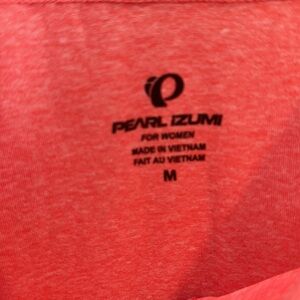 PEARL IZUMI
FOR WOMEN
MADE IN VIETNAM
FAIT AU VIETNAM
M